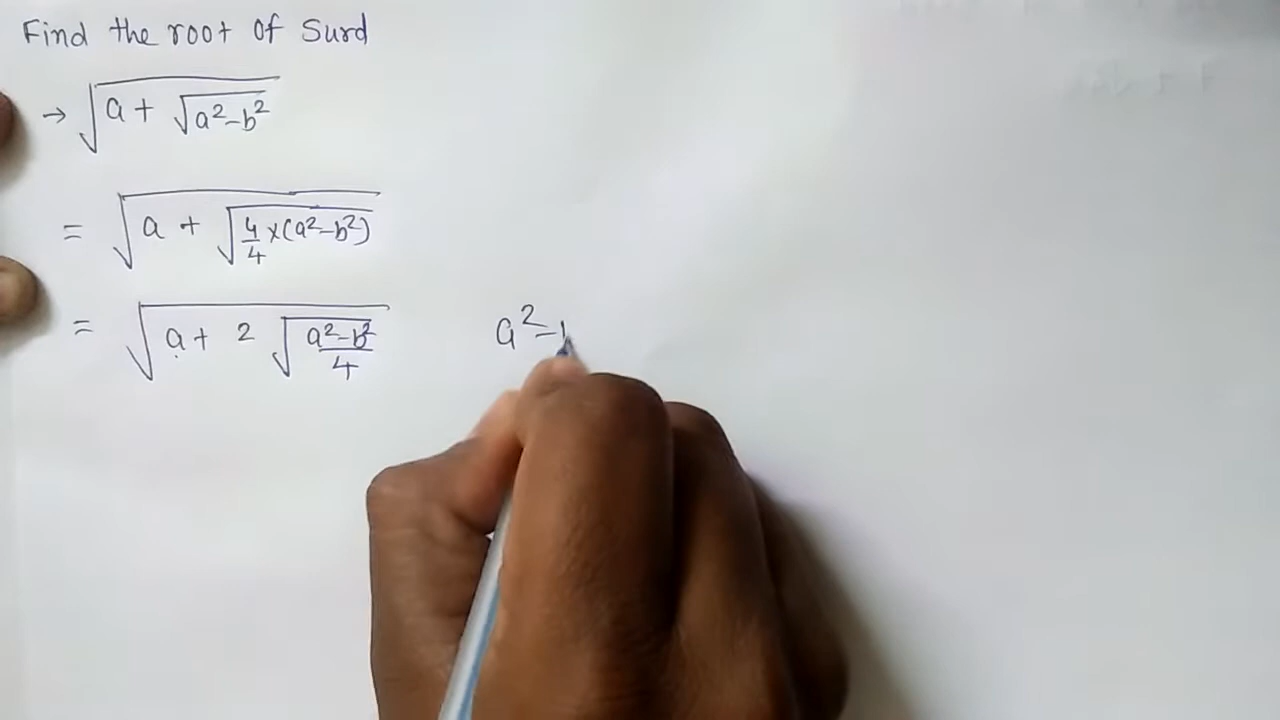 Find the root of Surd
→ √(a + √(a²-b²))
= √(a + √(4/4 ×(a²-b²)))
= √(a + 2 √((a²-b²)/4))
a²-